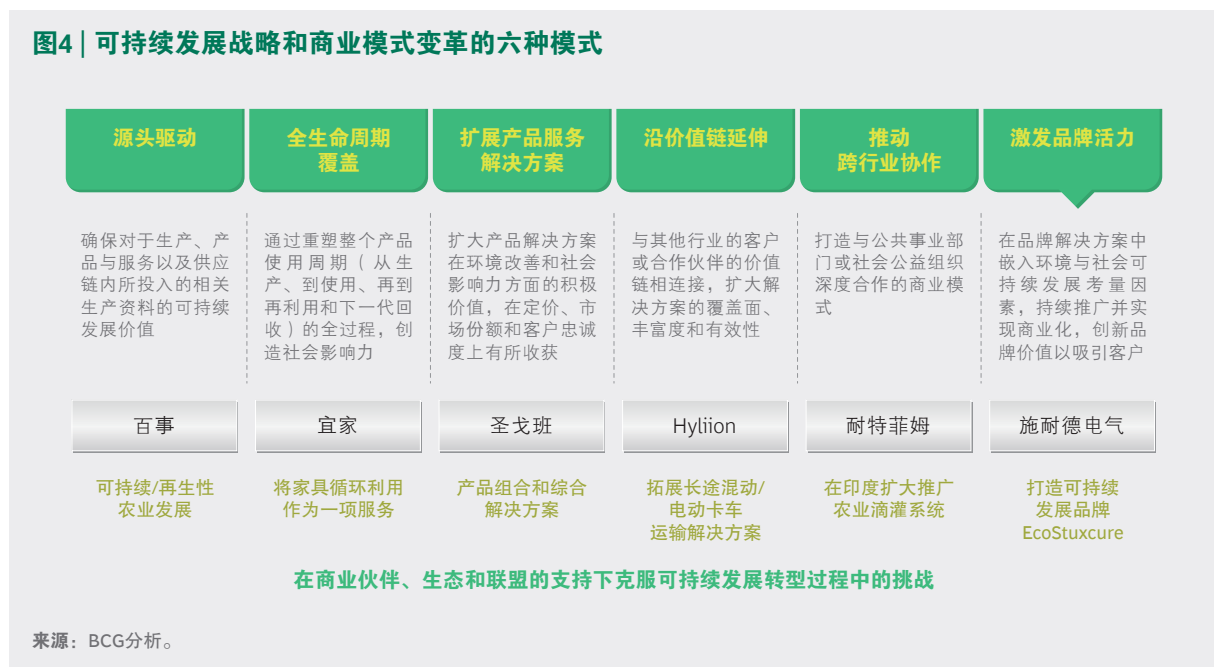 图4 | 可持续发展战略和商业模式变革的六种模式
源头驱动
全生命周期
覆盖
扩展产品服务
解决方案
沿价值链延伸
推动
跨行业协作
激发品牌活力
确保对于生产、产
品与服务以及供应
链内所投入的相关
生产资料的可持续
发展价值
通过重塑整个产品
使用周期（从生
产、到使用、再到
再利用和下一代回
收）的全过程，创
造社会影响力
扩大产品解决方案
在环境改善和社会
影响力方面的积极
价值，在定价、市
场份额和客户忠诚
度上有所收获
与其他行业的客户
或合作伙伴的价值
链相连接，扩大解
决方案的覆盖面、
丰富度和有效性
打造与公共事业部
门或社会公益组织
深度合作的商业模
式
在品牌解决方案中
嵌入环境与社会可
持续发展考量因
素，持续推广并实
现商业化，创新品
牌价值以吸引客户
百事
宜家
圣戈班
Hyliion
耐特菲姆
施耐德电气
可持续/再生性
农业发展
将家具循环利用
作为一项服务
产品组合和综合
解决方案
拓展长途混动/
电动卡车
运输解决方案
在印度扩大推广
农业滴灌系统
打造可持续
发展品牌
EcoStuxcure
在商业伙伴、生态和联盟的支持下克服可持续发展转型过程中的挑战
来源：BCG分析。